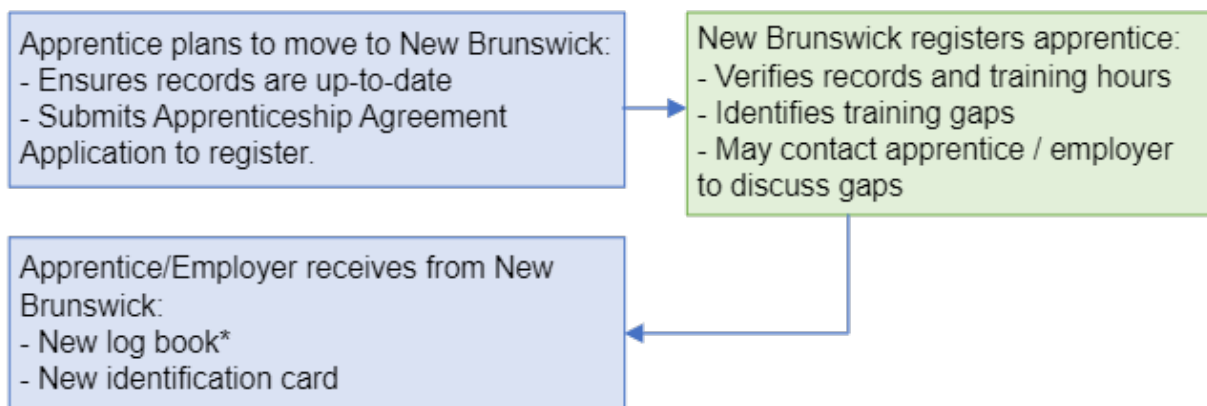 Apprentice plans to move to New Brunswick:
- Ensures records are up-to-date
- Submits Apprenticeship Agreement
Application to register.
New Brunswick registers apprentice:
- Verifies records and training hours
- Identifies training gaps
- May contact apprentice / employer
to discuss gaps
Apprentice/Employer receives from New
Brunswick:
- New log book*
- New identification card